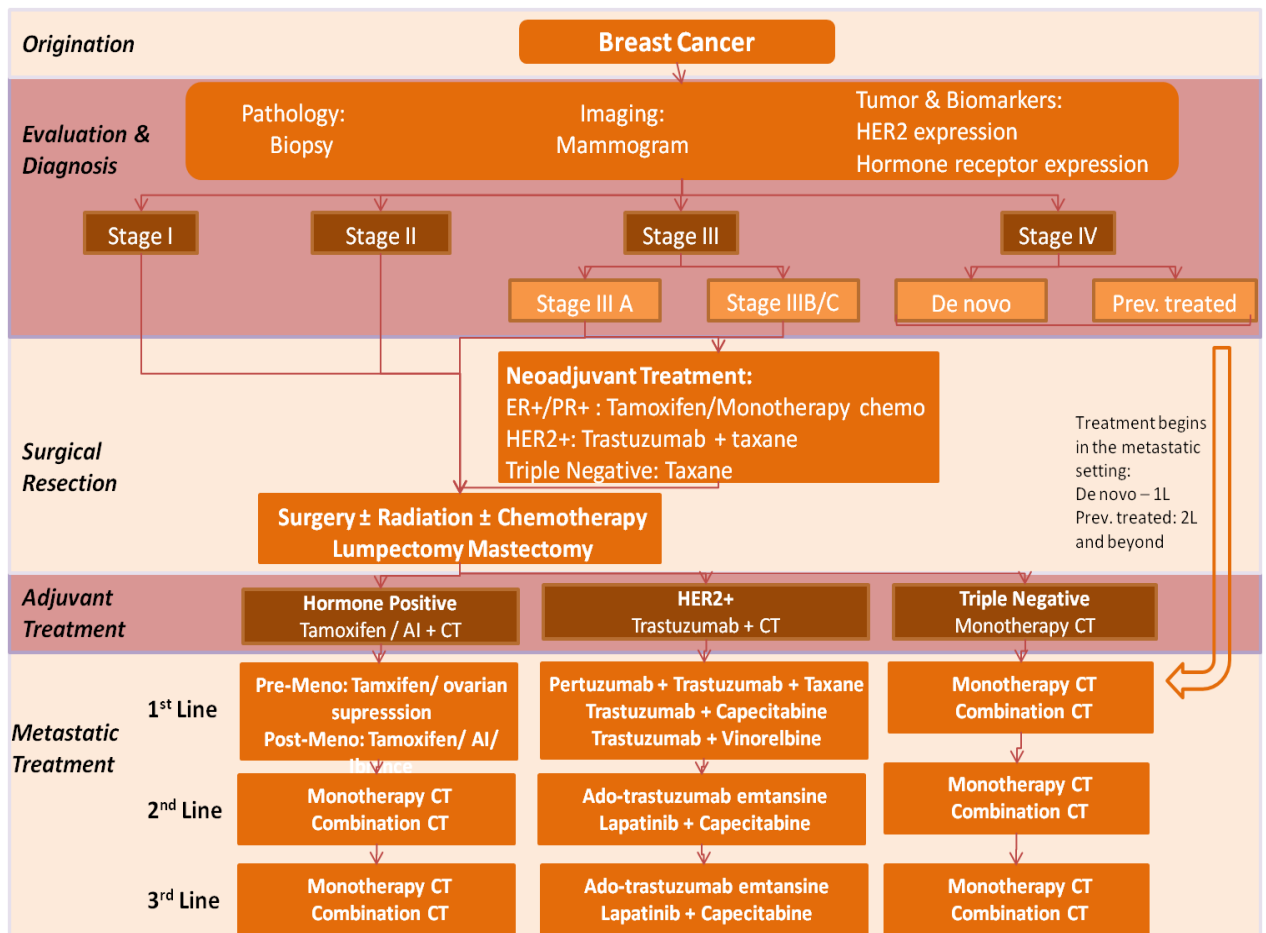 Origination
Breast Cancer
Evaluation &
Diagnosis
Pathology:
Biopsy
Imaging:
Mammogram
Tumor & Biomarkers:
HER2 expression
Hormone receptor expression
Stage I
Stage II
Stage III
Stage IV
Stage III A
Stage IIIB/C
De novo
Prev. treated
Surgical
Resection
Neoadjuvant Treatment:
ER+/PR+ : Tamoxifen/Monotherapy chemo
HER2+: Trastuzumab + taxane
Triple Negative: Taxane
Treatment begins
in the metastatic
setting:
De novo – 1L
Prev. treated: 2L
and beyond
Surgery ± Radiation ± Chemotherapy
Lumpectomy Mastectomy
Adjuvant
Treatment
Hormone Positive
Tamoxifen / AI + CT
HER2+
Trastuzumab + CT
Triple Negative
Monotherapy CT
Metastatic
Treatment
1st Line
Pre-Meno: Tamxifen/ ovarian
supresssion
Post-Meno: Tamoxifen/ AI/
Pertuzumab + Trastuzumab + Taxane
Trastuzumab + Capecitabine
Trastuzumab + Vinorelbine
Monotherapy CT
Combination CT
2nd Line
Monotherapy CT
Combination CT
Ado-trastuzumab emtansine
Lapatinib + Capecitabine
Monotherapy CT
Combination CT
3rd Line
Monotherapy CT
Combination CT
Ado-trastuzumab emtansine
Lapatinib + Capecitabine
Monotherapy CT
Combination CT